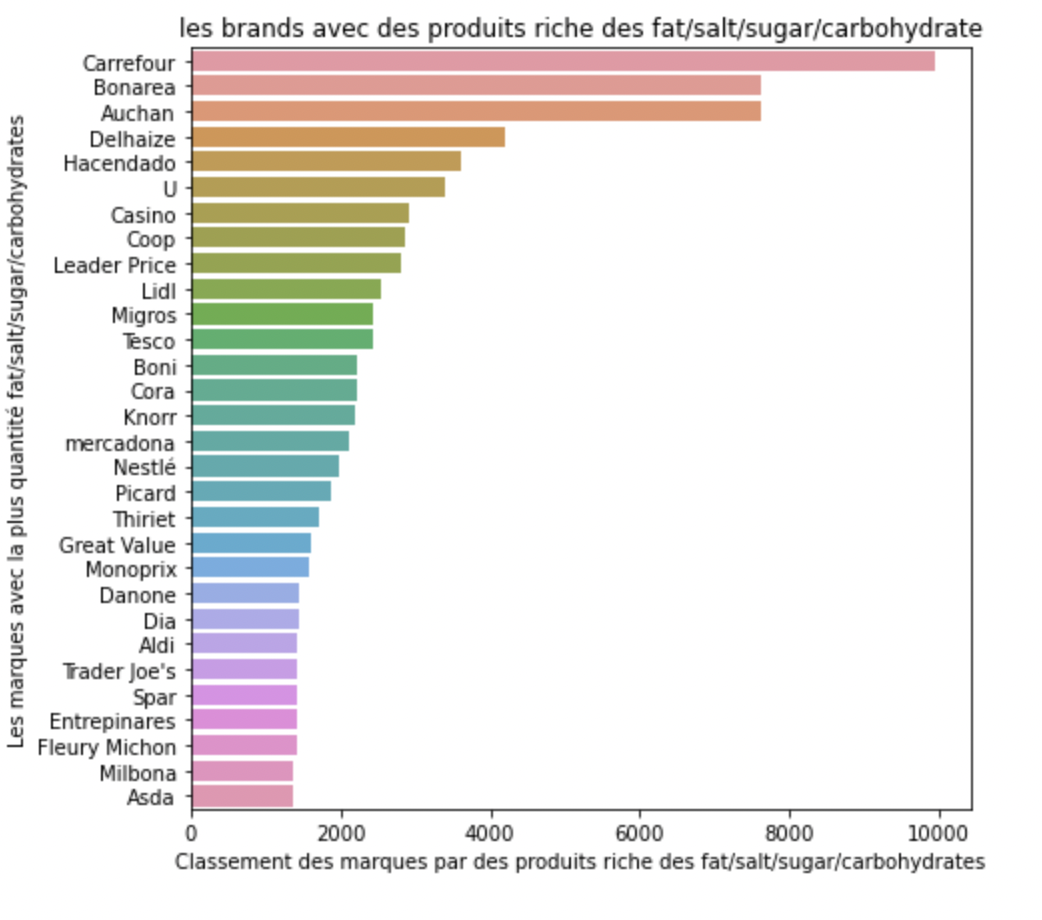 les brands avec des produits riche des fat/salt/sugar/carbohydrate
Les marques avec la plus quantité fat/salt/sugar/carbohydrates
Carrefour
Bonarea
Auchan
Delhaize
Hacendado
U
Casino
Coop
Leader Price
Lidl
Migros
Tesco
Boni
Cora
Knorr
mercadona
Nestlé
Picard
Thiriet
Great Value
Monoprix
Danone
Dia
Aldi
Trader Joe's
Spar
Entrepinares
Fleury Michon
Milbona
Asda
0 2000 4000 6000 8000 10000
Classement des marques par des produits riche des fat/salt/sugar/carbohydrates